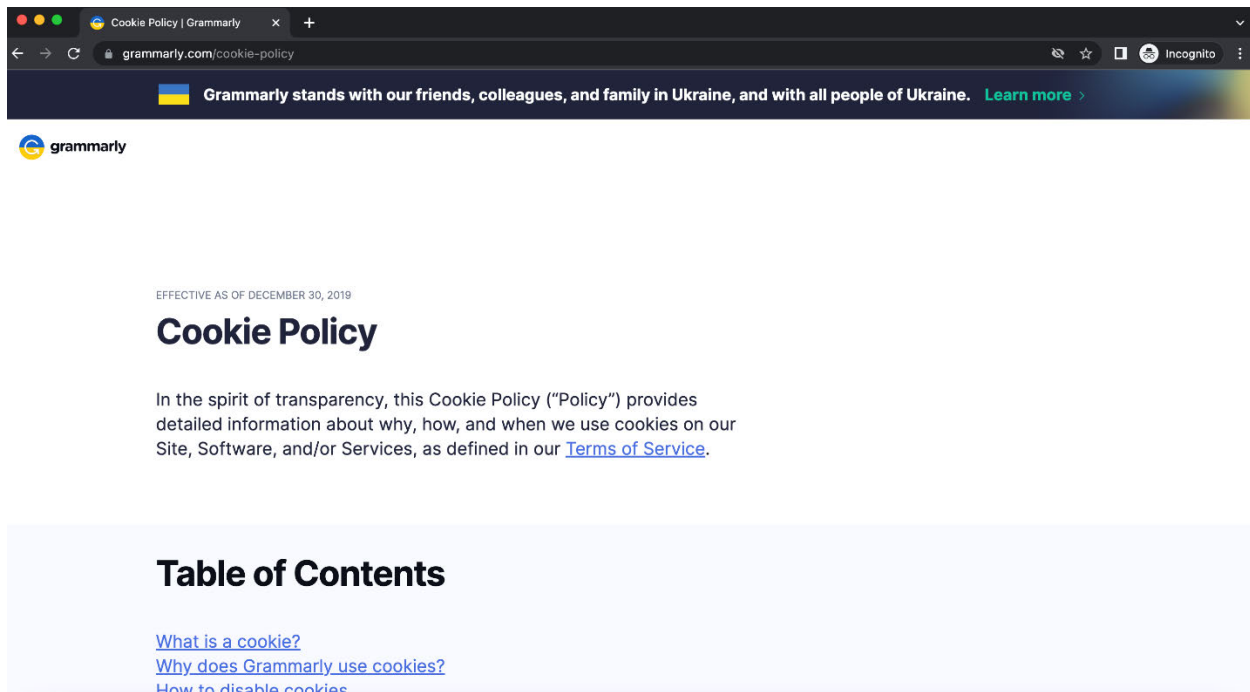 Cookie Policy | Grammarly
grammarly.com/cookie-policy
Incognito
Grammarly stands with our friends, colleagues, and family in Ukraine, and with all people of Ukraine. Learn more >
grammarly
EFFECTIVE AS OF DECEMBER 30, 2019
Cookie Policy
In the spirit of transparency, this Cookie Policy (“Policy”) provides
detailed information about why, how, and when we use cookies on our
Site, Software, and/or Services, as defined in our Terms of Service.
Table of Contents
What is a cookie?
Why does Grammarly use cookies?
How to disable cookies